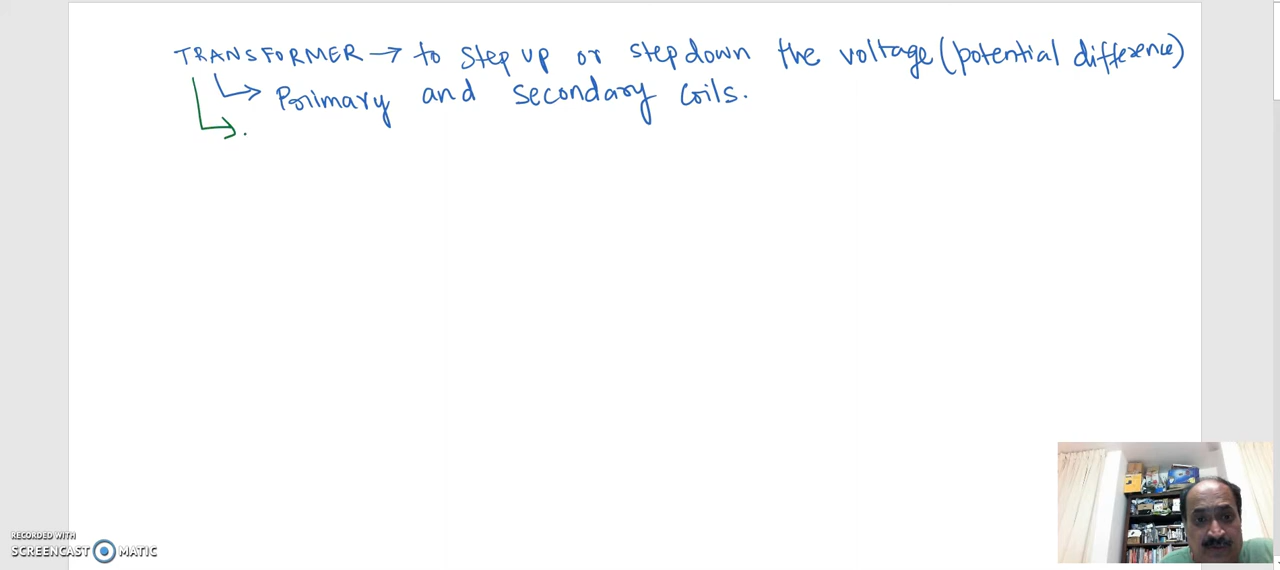 TRANSFORMER → to step up or step down the voltage (potential difference)
↳ Primary and secondary coils.
↳ .
RECORDED WITH
SCREENCAST MATIC